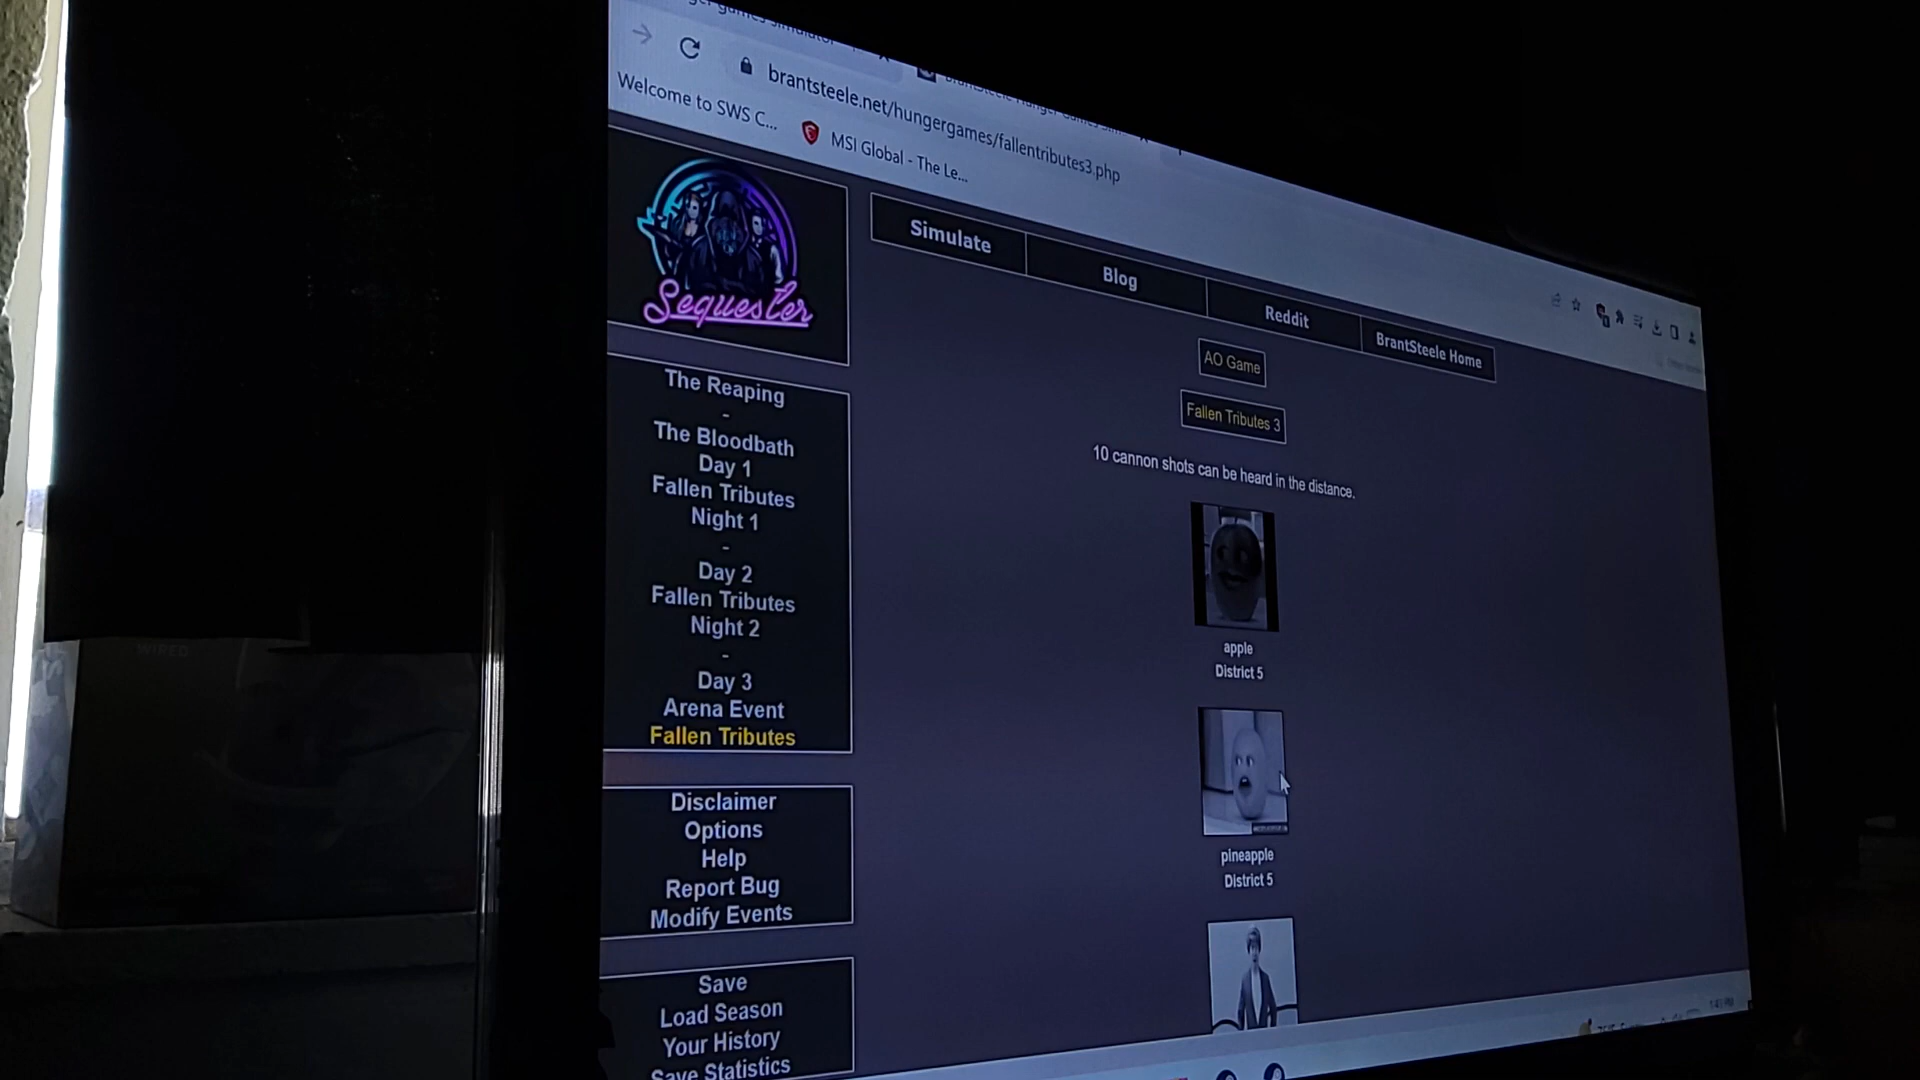 brantsteele.net/hungergames/fallentributes3.php
Welcome to SWS C...
MSI Global - The Le...
Sequester
Simulate
Blog
Reddit
BrantSteele Home
The Reaping
-
The Bloodbath
Day 1
Fallen Tributes
Night 1
-
Day 2
Fallen Tributes
Night 2
-
Day 3
Arena Event
Fallen Tributes
Disclaimer
Options
Help
Report Bug
Modify Events
Save
Load Season
Your History
Save Statistics
AO Game
Fallen Tributes 3
10 cannon shots can be heard in the distance.
apple
District 5
pineapple
District 5
WIRED